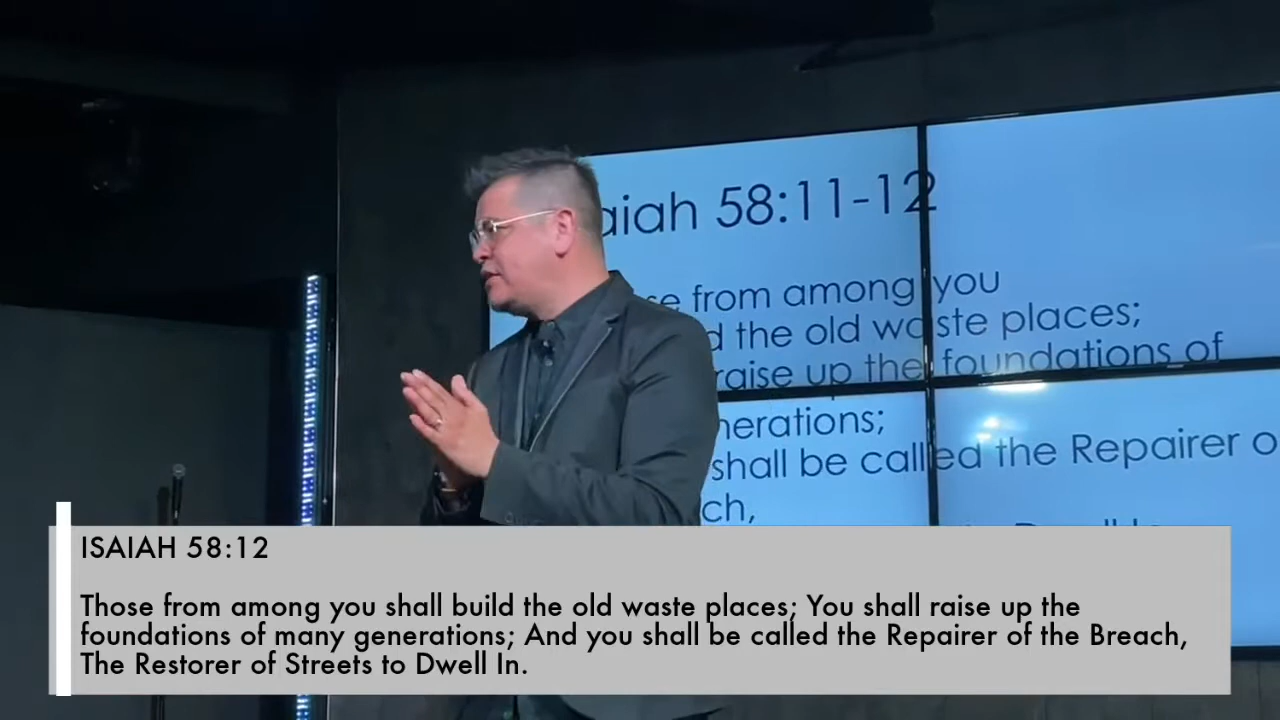 aiah 58:11-12
se from among you
d the old waste places;
raise up the foundations of
nerations;
shall be called the Repairer o
ch,
ISAIAH 58:12
Those from among you shall build the old waste places; You shall raise up the
foundations of many generations; And you shall be called the Repairer of the Breach,
The Restorer of Streets to Dwell In.